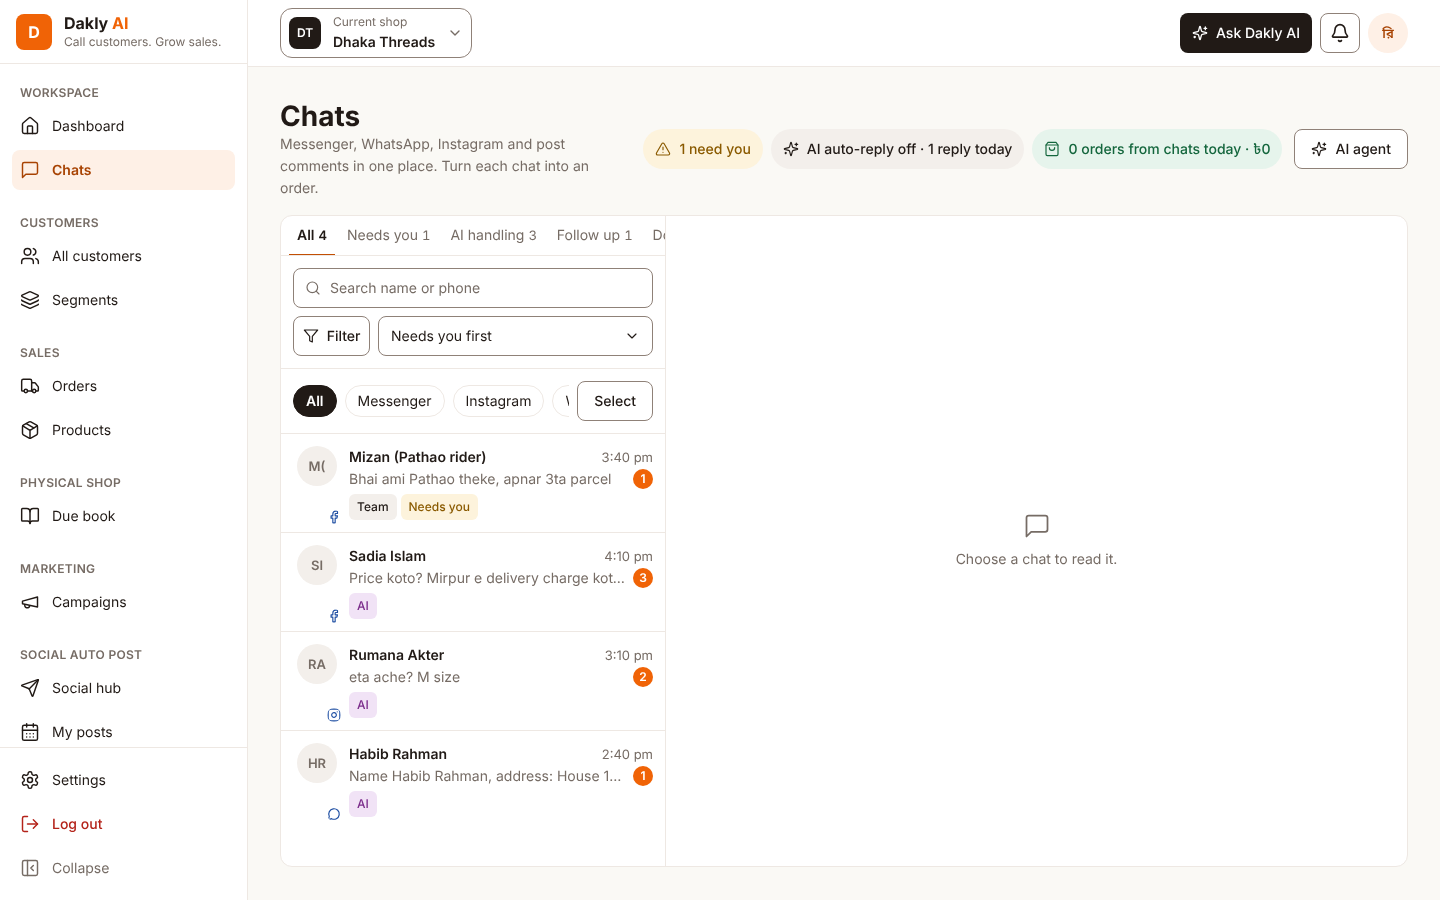 D
Dakly AI
Call customers. Grow sales.
WORKSPACE
Dashboard
Chats
CUSTOMERS
All customers
Segments
SALES
Orders
Products
PHYSICAL SHOP
Due book
MARKETING
Campaigns
SOCIAL AUTO POST
Social hub
My posts
Settings
Log out
Collapse
DT
Current shop
Dhaka Threads
Ask Dakly AI
রি
Chats
Messenger, WhatsApp, Instagram and post
comments in one place. Turn each chat into an
order.
1 need you
AI auto-reply off · 1 reply today
0 orders from chats today · ৳0
AI agent
All 4 Needs you 1 AI handling 3 Follow up 1
Search name or phone
Filter
Needs you first
All Messenger Instagram
Select
M(
Mizan (Pathao rider) 3:40 pm
Bhai ami Pathao theke, apnar 3ta parcel 1
Team Needs you
SI
Sadia Islam 4:10 pm
Price koto? Mirpur e delivery charge kot... 3
AI
RA
Rumana Akter 3:10 pm
eta ache? M size 2
AI
HR
Habib Rahman 2:40 pm
Name Habib Rahman, address: House 1... 1
AI
Choose a chat to read it.